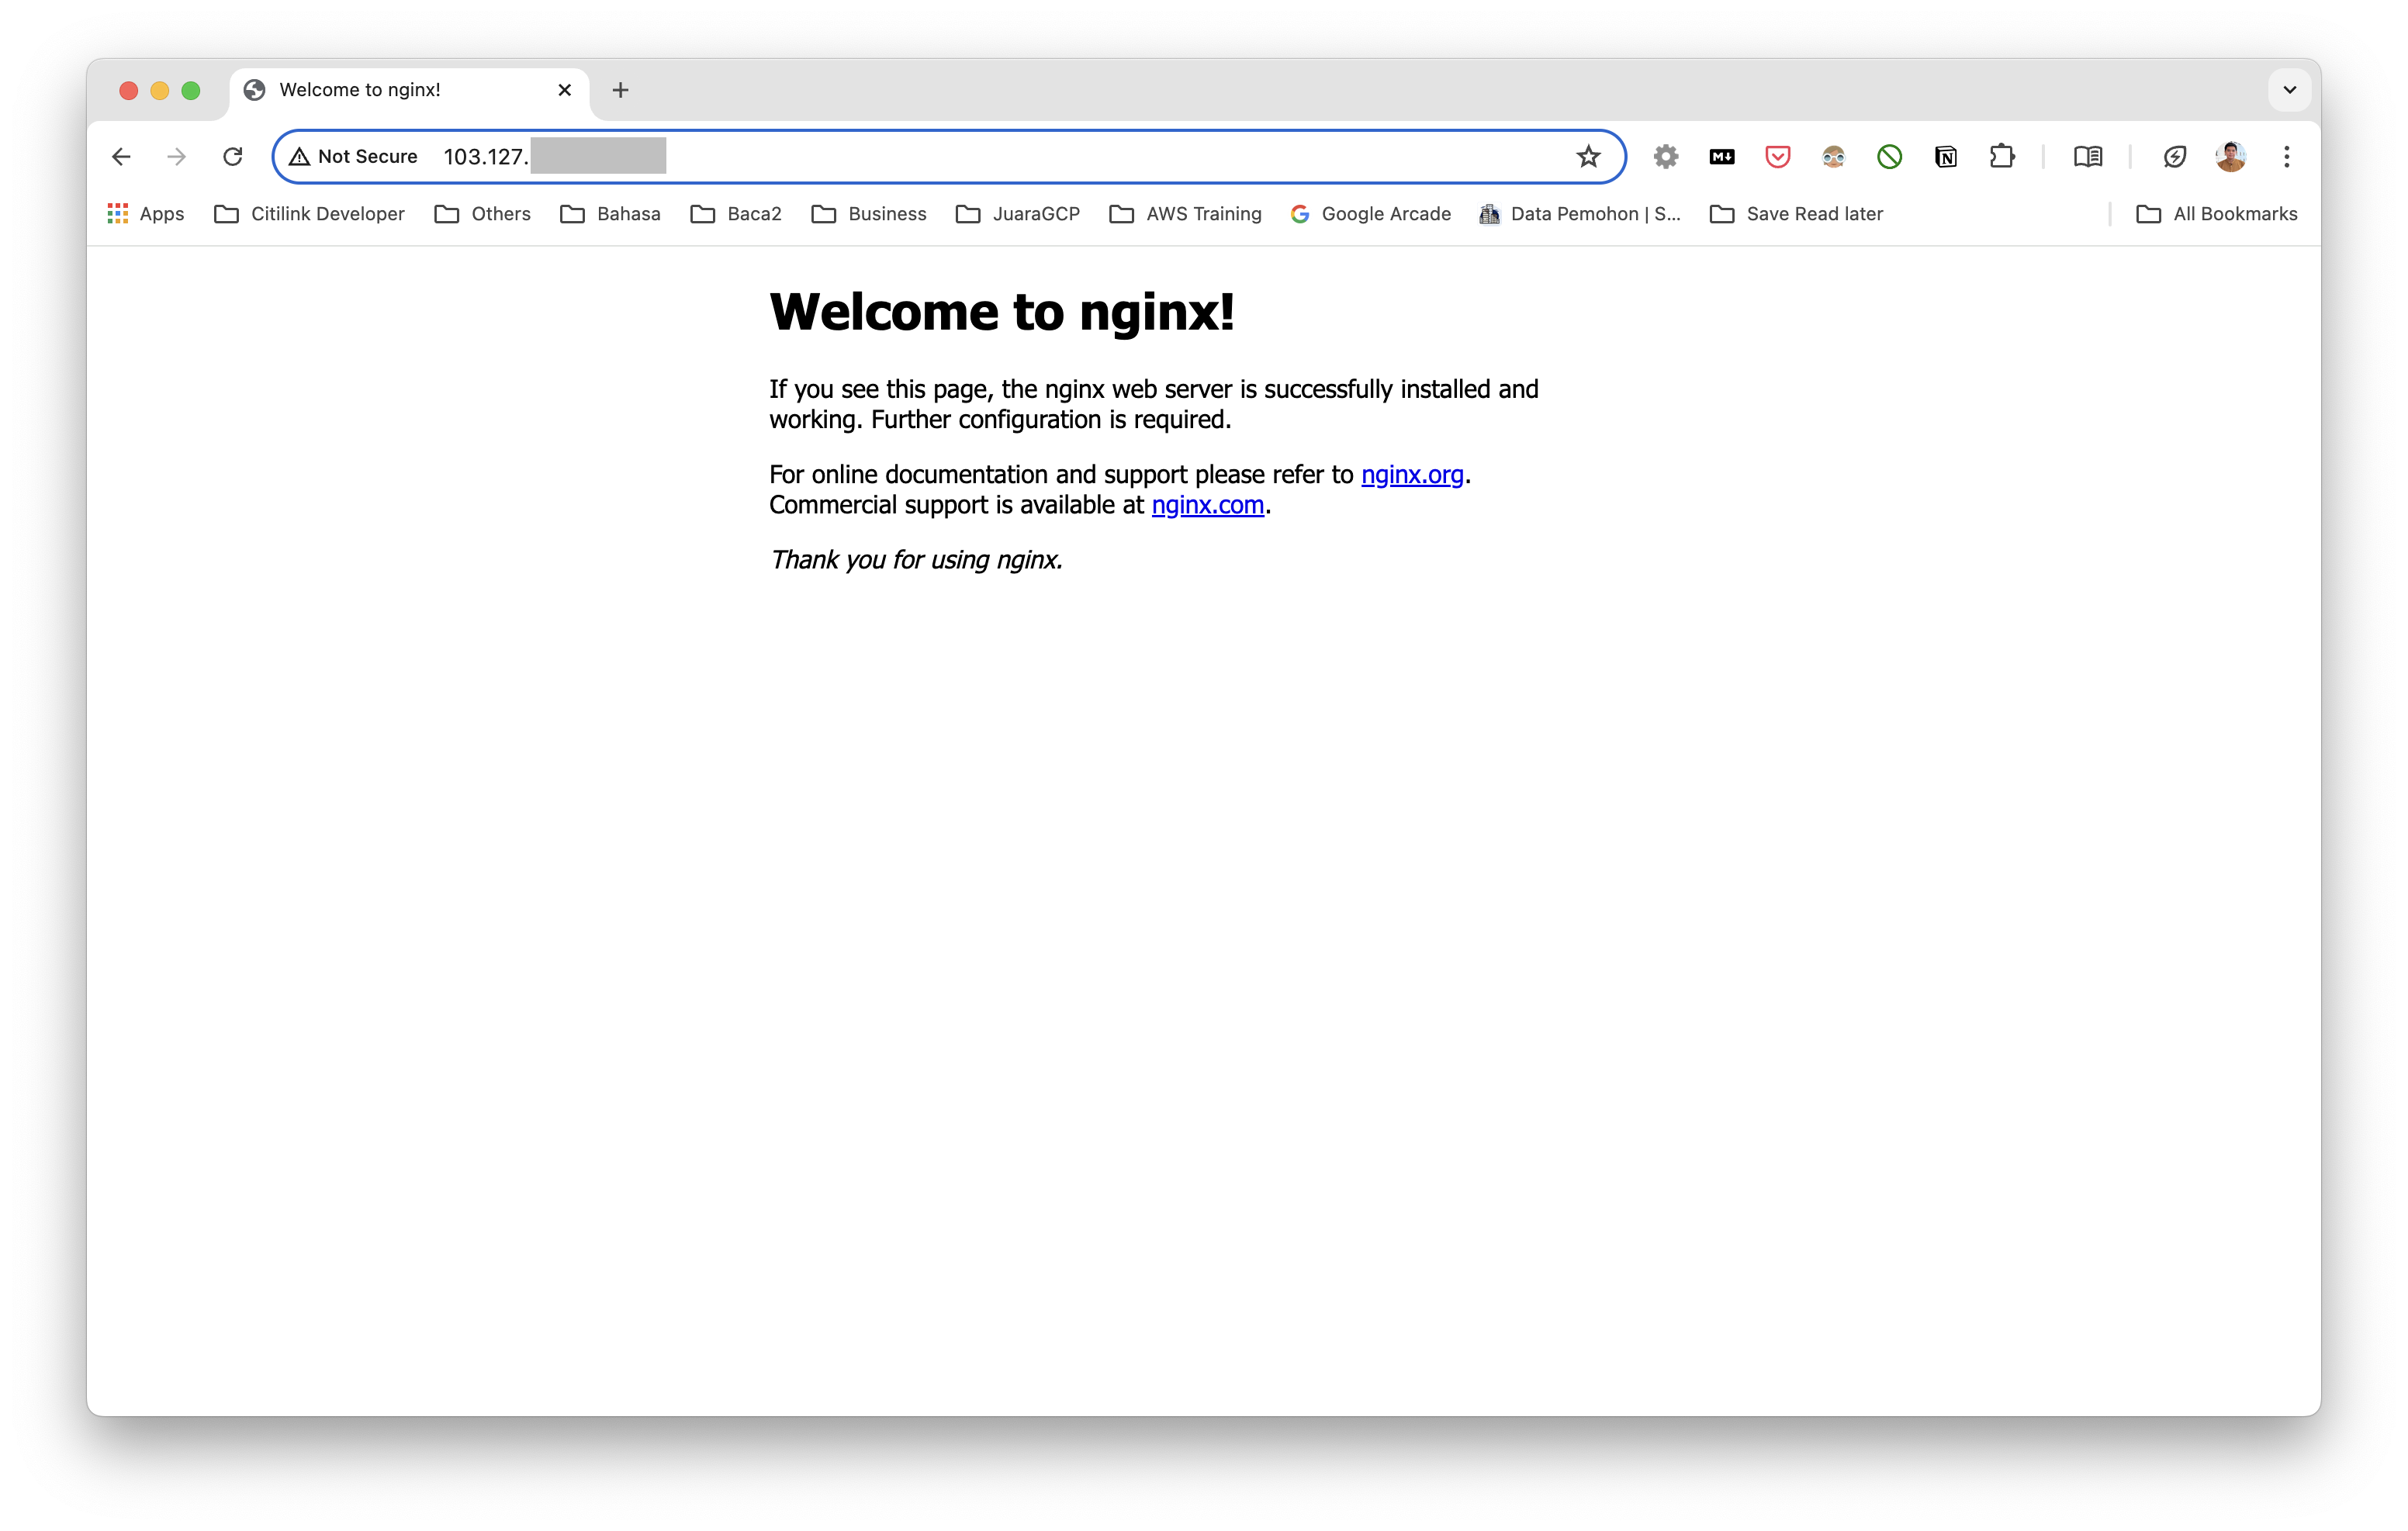 Welcome to nginx!
Not Secure 103.127.
Apps Citilink Developer Others Bahasa Baca2 Business JuaraGCP AWS Training Google Arcade Data Pemohon | S... Save Read later All Bookmarks
Welcome to nginx!
If you see this page, the nginx web server is successfully installed and
working. Further configuration is required.
For online documentation and support please refer to nginx.org.
Commercial support is available at nginx.com.
Thank you for using nginx.